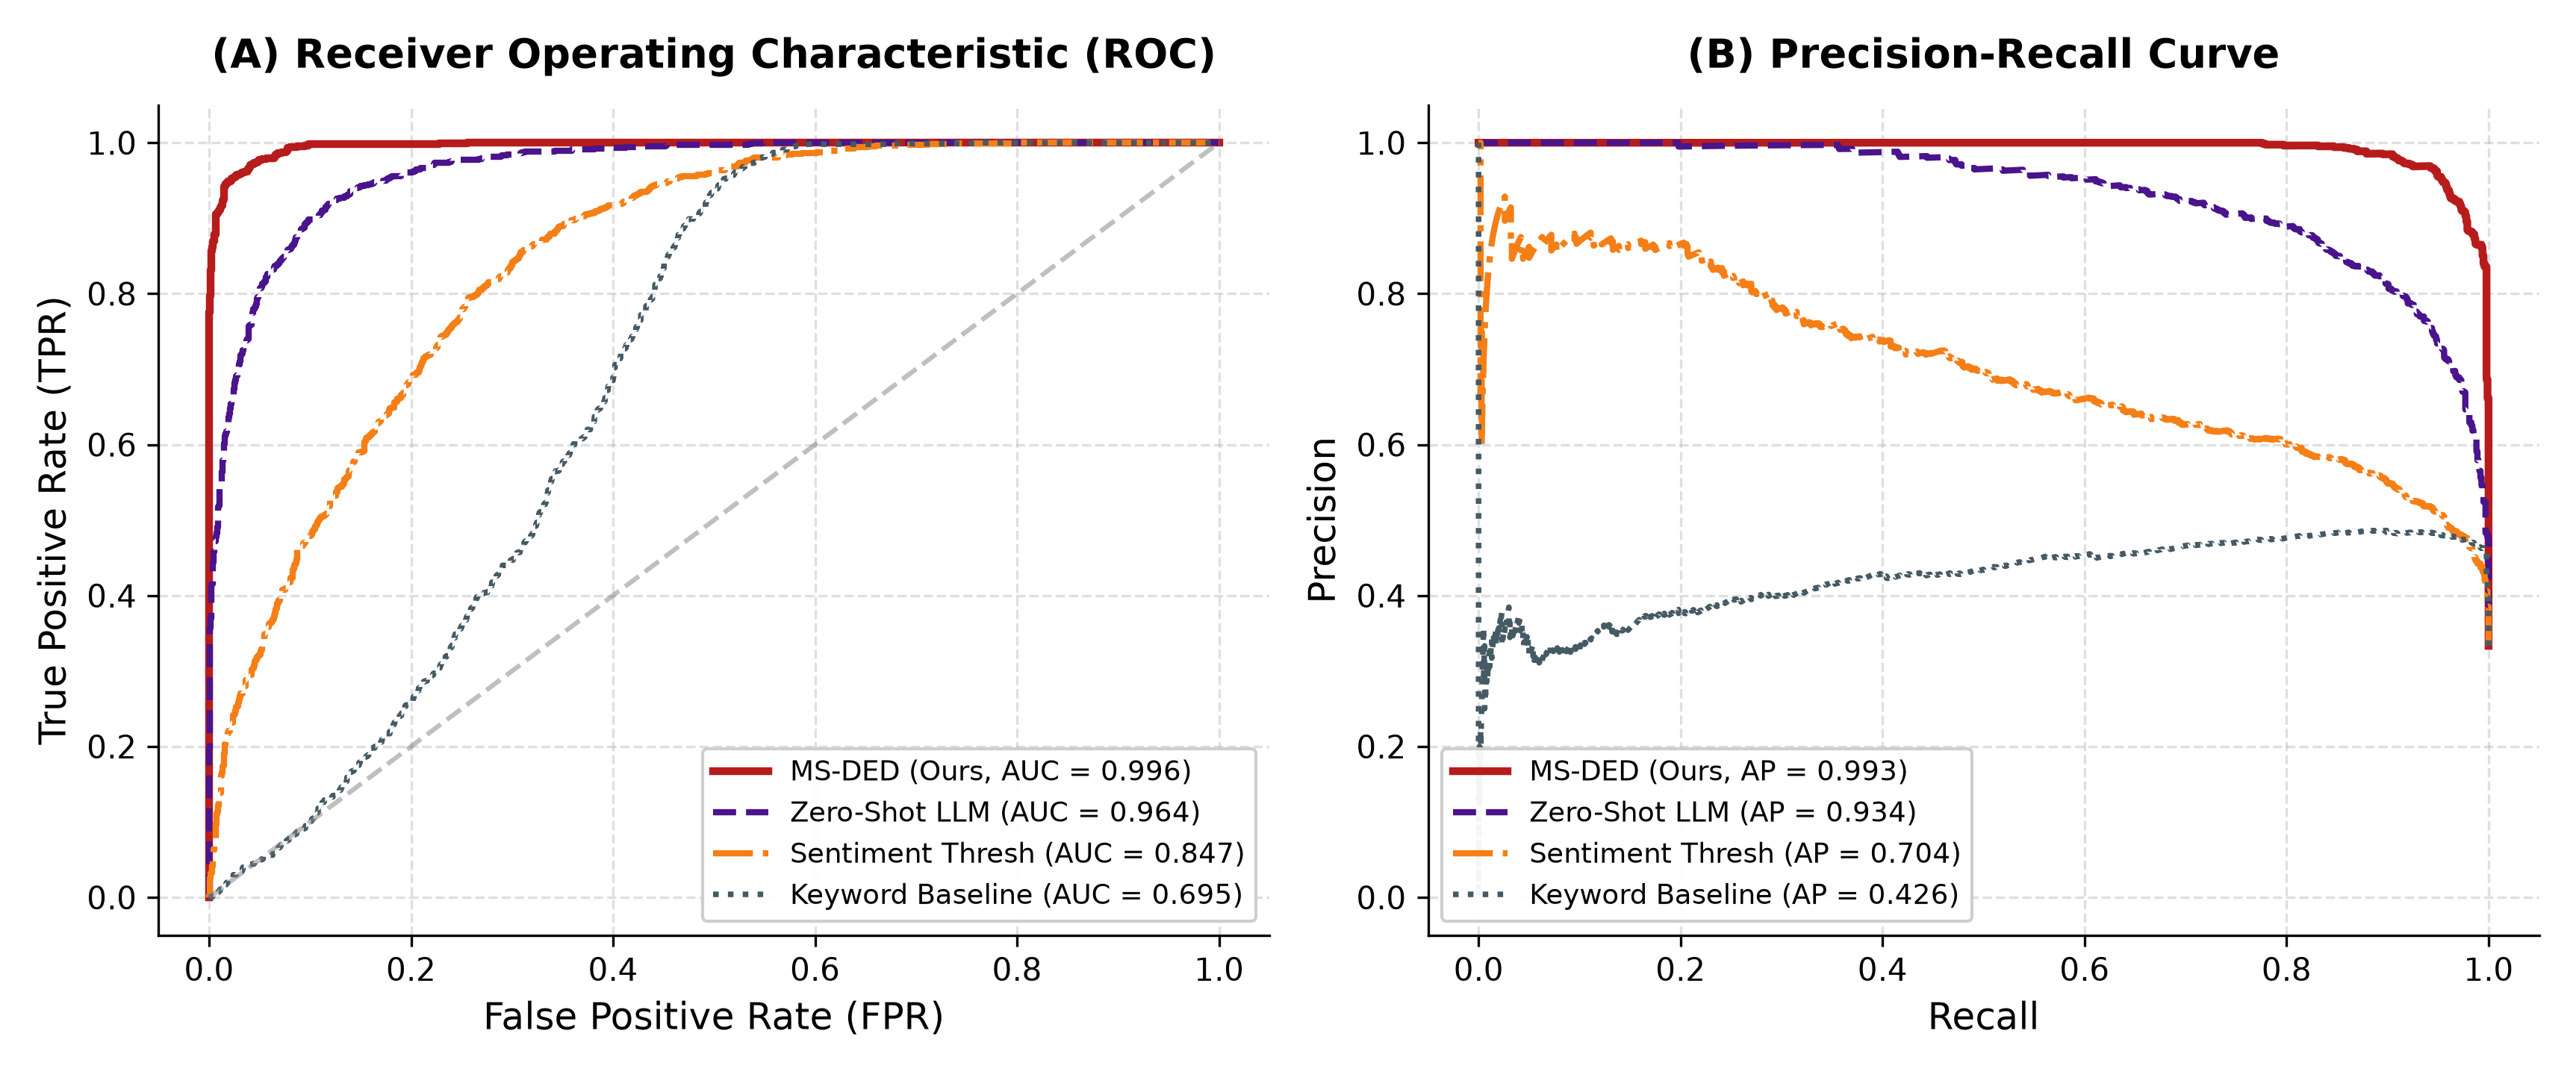 (A) Receiver Operating Characteristic (ROC)
True Positive Rate (TPR)
1.0
0.8
0.6
0.4
0.2
0.0
0.0 0.2 0.4 0.6 0.8 1.0
False Positive Rate (FPR)
MS-DED (Ours, AUC = 0.996)
Zero-Shot LLM (AUC = 0.964)
Sentiment Thresh (AUC = 0.847)
Keyword Baseline (AUC = 0.695)
(B) Precision-Recall Curve
Precision
1.0
0.8
0.6
0.4
0.2
0.0
0.0 0.2 0.4 0.6 0.8 1.0
Recall
MS-DED (Ours, AP = 0.993)
Zero-Shot LLM (AP = 0.934)
Sentiment Thresh (AP = 0.704)
Keyword Baseline (AP = 0.426)